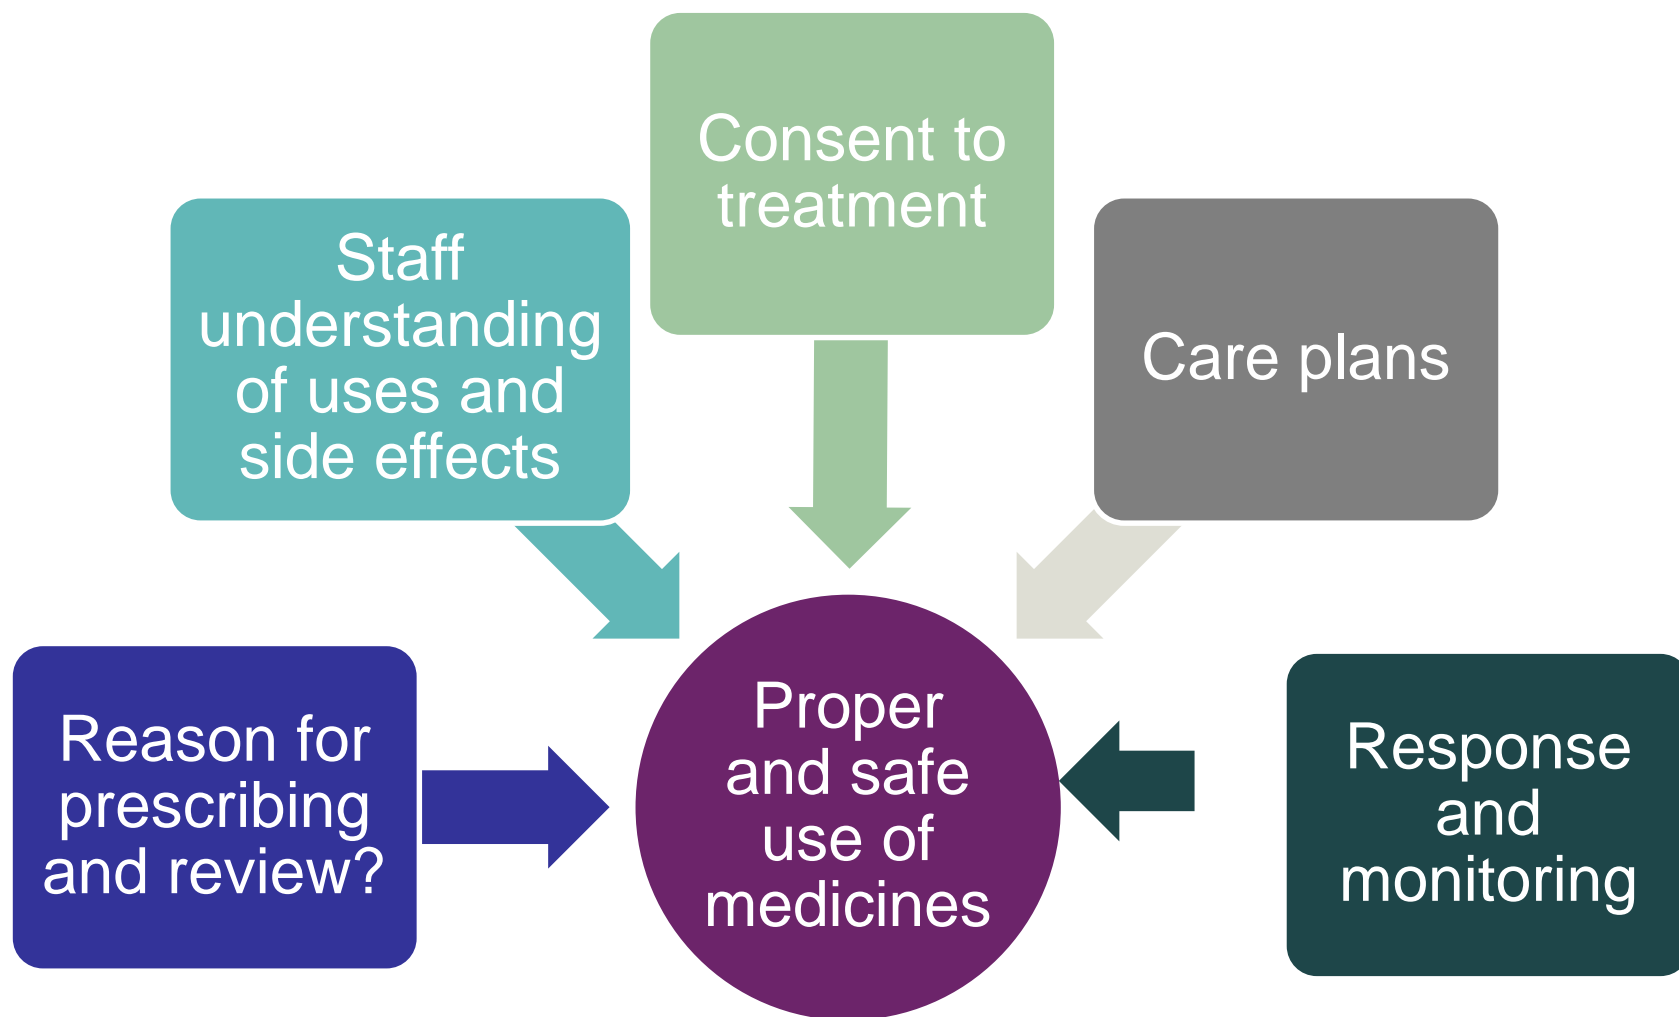 Consent to
treatment
Staff
understanding
of uses and
side effects
Care plans
Reason for
prescribing
and review?
Proper
and safe
use of
medicines
Response
and
monitoring